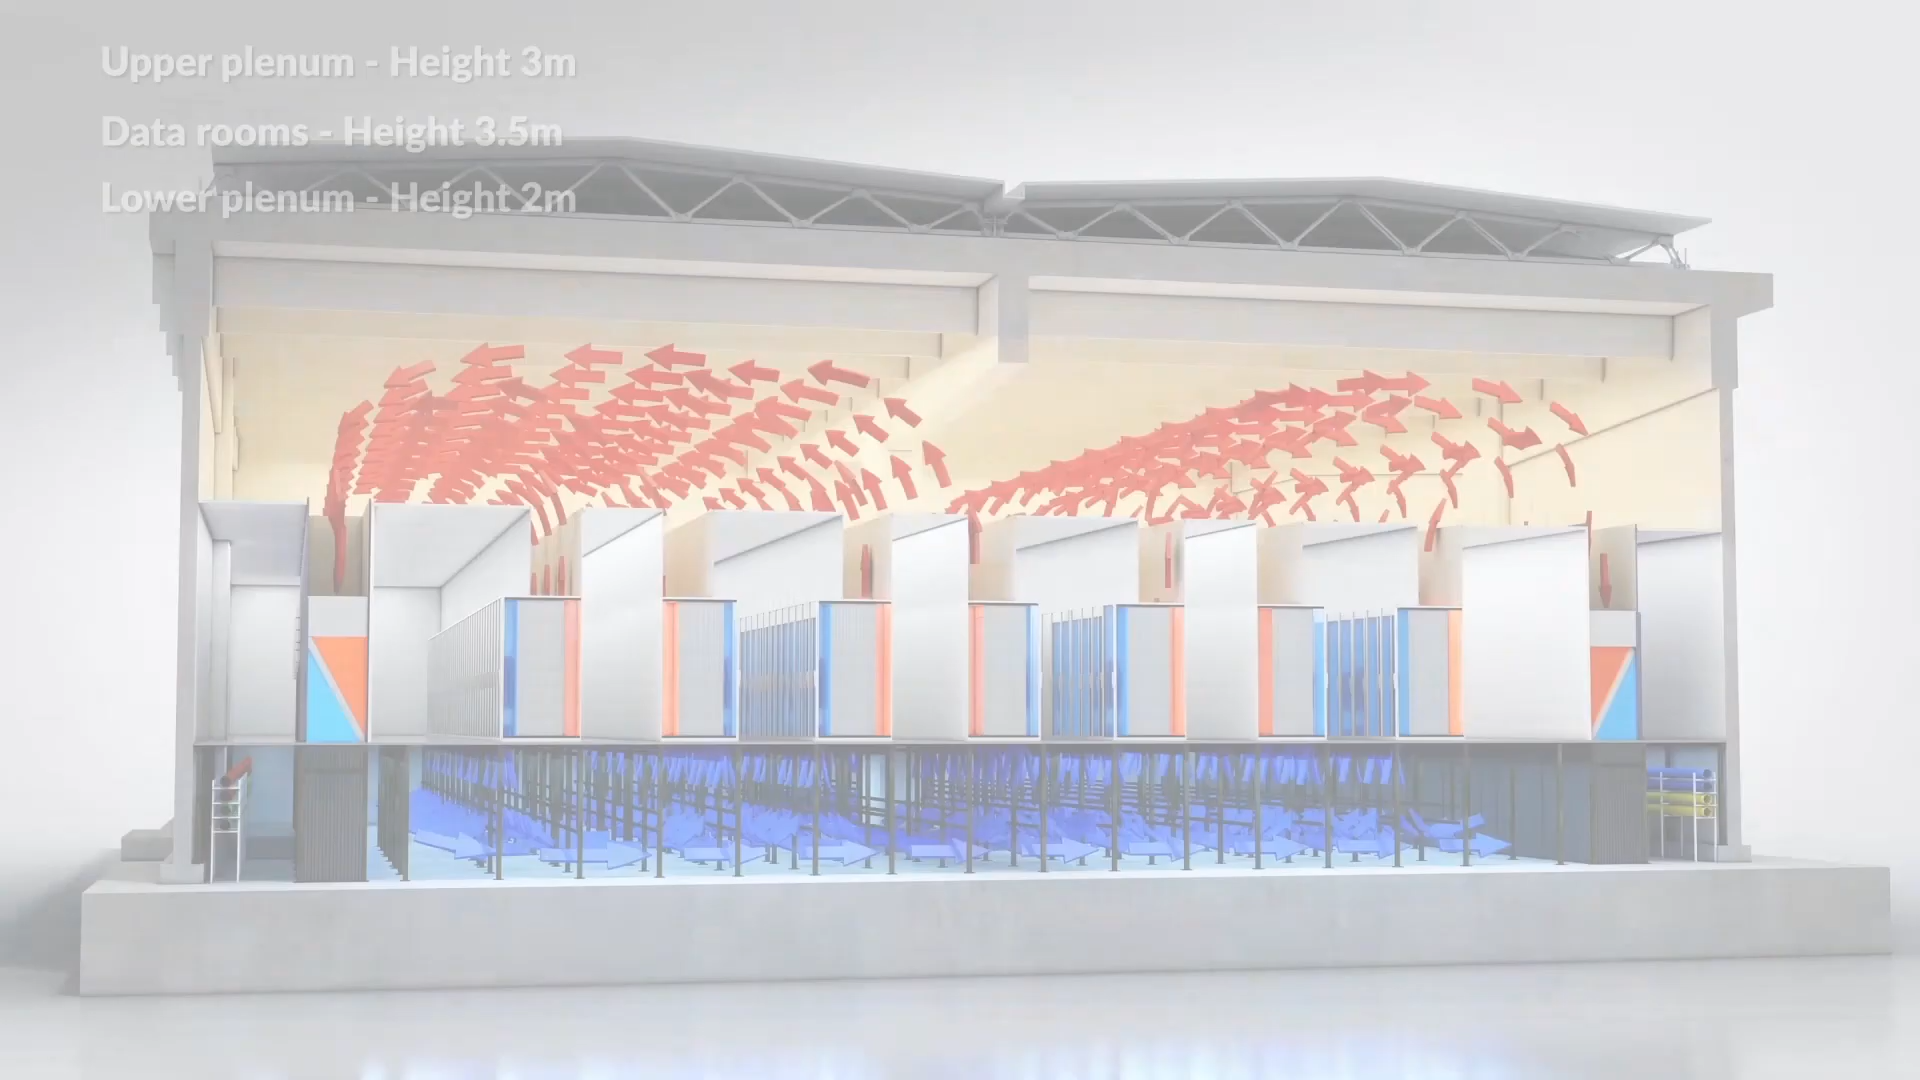 Upper plenum - Height 3m
Data rooms - Height 3.5m
Lower plenum - Height 2m